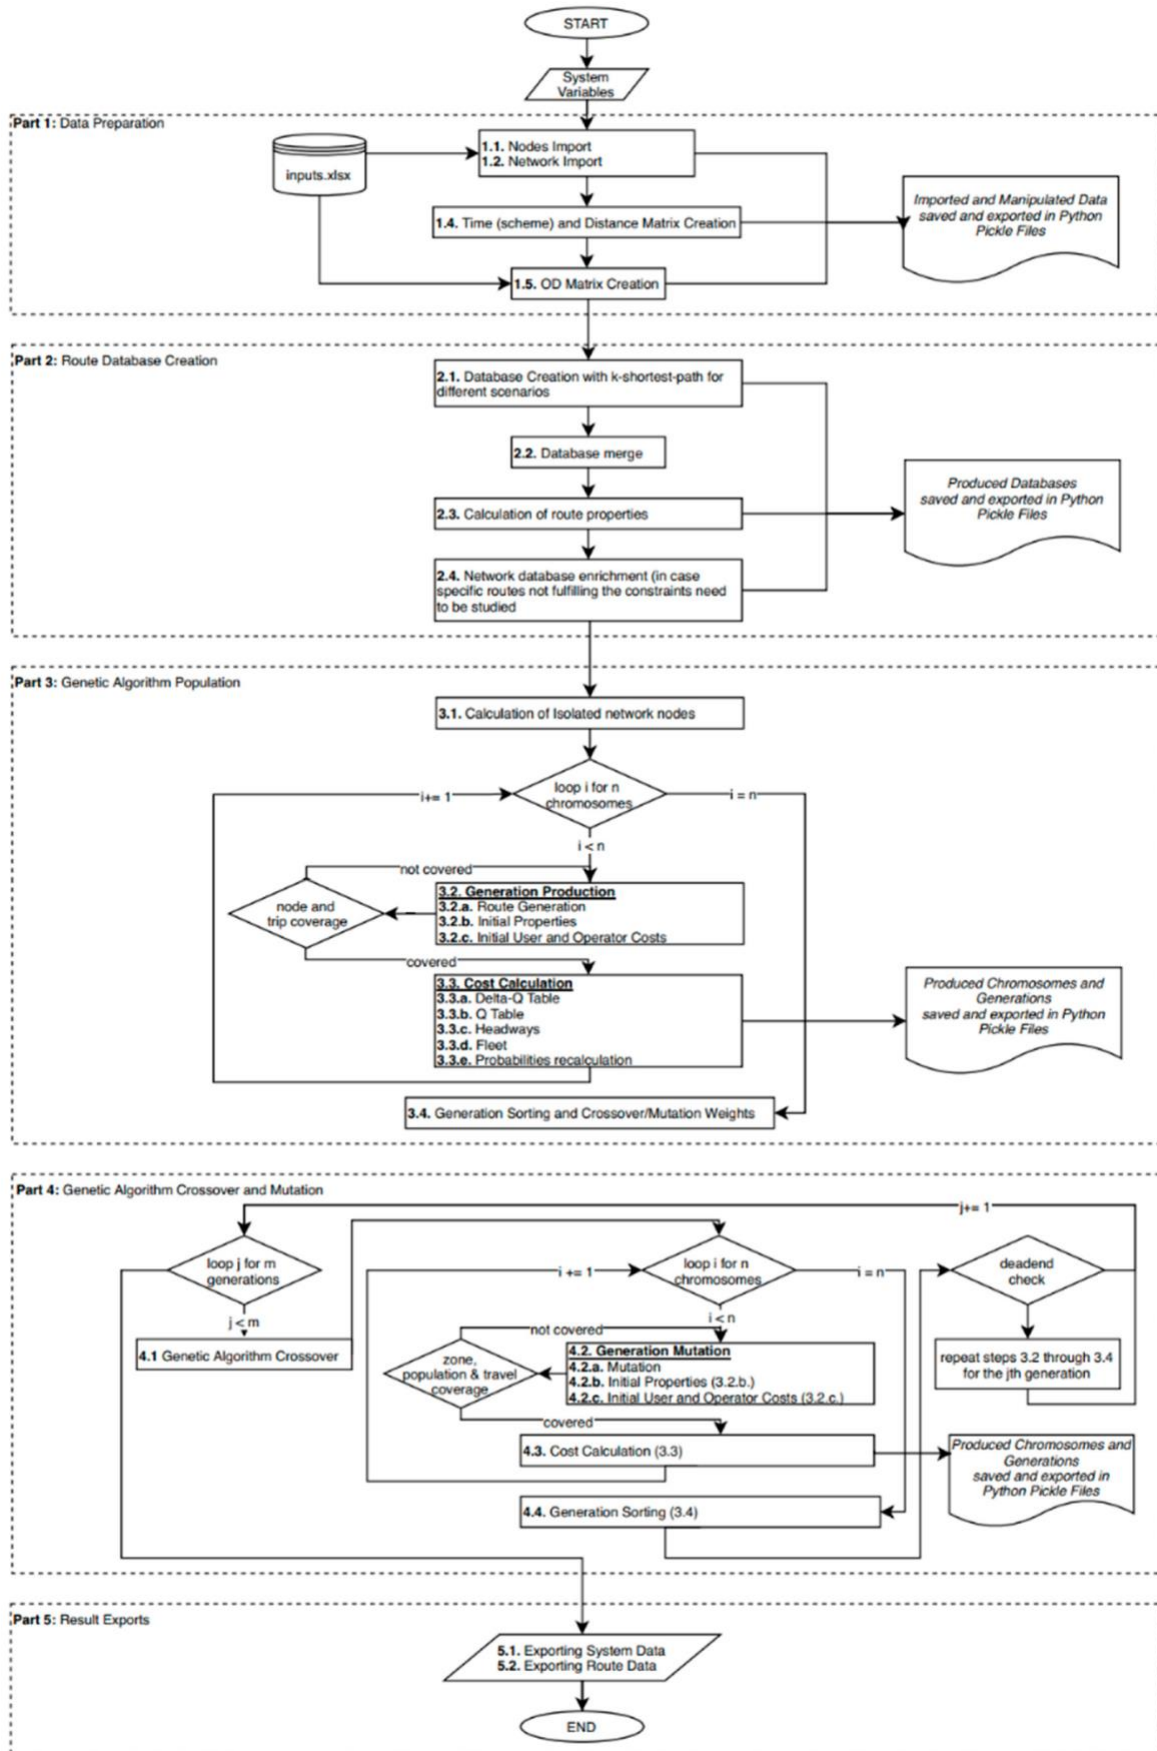 START
System
Variables
Part 1: Data Preparation
inputs.xlsx
1.1. Nodes Import
1.2. Network Import
1.4. Time (scheme) and Distance Matrix Creation
1.5. OD Matrix Creation
Imported and Manipulated Data
saved and exported in Python
Pickle Files
Part 2: Route Database Creation
2.1. Database Creation with k-shortest-path for
different scenarios
2.2. Database merge
2.3. Calculation of route properties
2.4. Network database enrichment (in case
specific routes not fulfilling the constraints need
to be studied
Produced Databases
saved and exported in Python
Pickle Files
Part 3: Genetic Algorithm Population
3.1. Calculation of Isolated network nodes
loop i for n
chromosomes
i+= 1
i = n
i < n
not covered
node and
trip coverage
3.2. Generation Production
3.2.a. Route Generation
3.2.b. Initial Properties
3.2.c. Initial User and Operator Costs
covered
3.3. Cost Calculation
3.3.a. Delta-Q Table
3.3.b. Q Table
3.3.c. Headways
3.3.d. Fleet
3.3.e. Probabilities recalculation
Produced Chromosomes and
Generations
saved and exported in Python
Pickle Files
3.4. Generation Sorting and Crossover/Mutation Weights
Part 4: Genetic Algorithm Crossover and Mutation
j+= 1
loop j for m
generations
j < m
4.1 Genetic Algorithm Crossover
i += 1
loop i for n
chromosomes
i = n
i < n
deadend
check
not covered
zone,
population & travel
coverage
4.2. Generation Mutation
4.2.a. Mutation
4.2.b. Initial Properties (3.2.b.)
4.2.c. Initial User and Operator Costs (3.2.c.)
repeat steps 3.2 through 3.4
for the jth generation
covered
4.3. Cost Calculation (3.3)
4.4. Generation Sorting (3.4)
Produced Chromosomes and
Generations
saved and exported in
Python Pickle Files
Part 5: Result Exports
5.1. Exporting System Data
5.2. Exporting Route Data
END